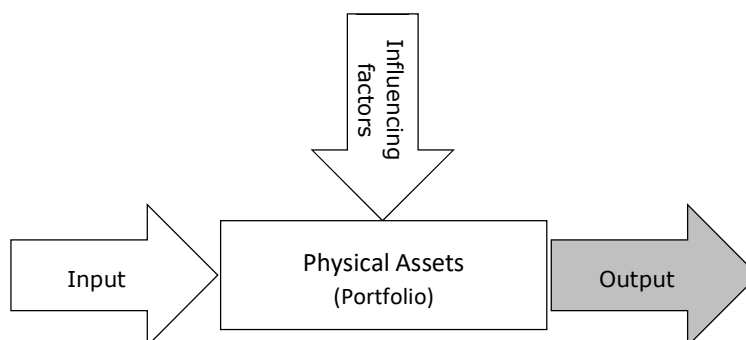 Influencing
factors
Input
Physical Assets
(Portfolio)
Output